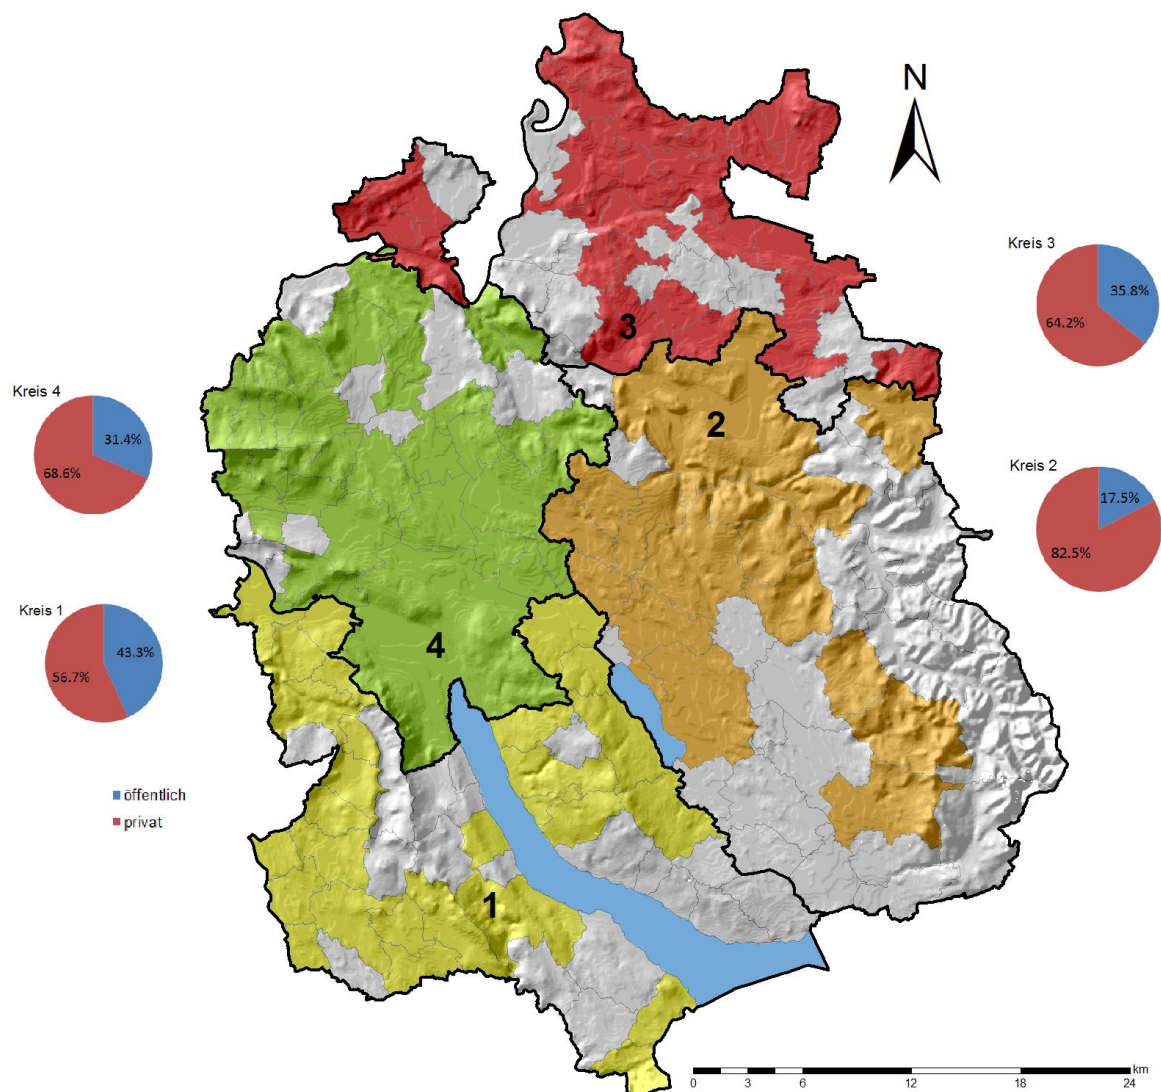 N
Kreis 3
35.8%
64.2%
3
Kreis 4
31.4%
68.6%
2
Kreis 2
17.5%
82.5%
Kreis 1
43.3%
56.7%
4
öffentlich
privat
1
km
0 3 6 12 18 24